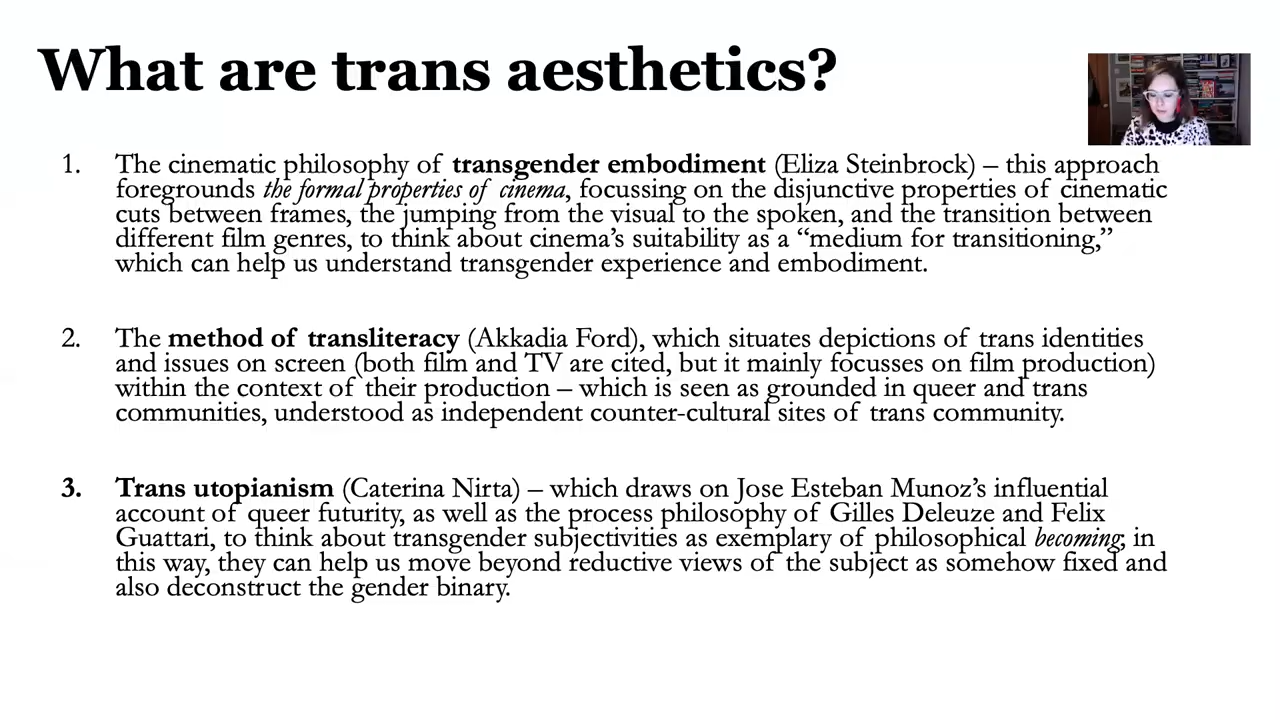 What are trans aesthetics?
1. The cinematic philosophy of transgender embodiment (Eliza Steinbrock) – this approach
foregrounds the formal properties of cinema, focussing on the disjunctive properties of cinematic
cuts between frames, the jumping from the visual to the spoken, and the transition between
different film genres, to think about cinema’s suitability as a “medium for transitioning,”
which can help us understand transgender experience and embodiment.
2. The method of transliteracy (Akkadia Ford), which situates depictions of trans identities
and issues on screen (both film and TV are cited, but it mainly focusses on film production)
within the context of their production – which is seen as grounded in queer and trans
communities, understood as independent counter-cultural sites of trans community.
3. Trans utopianism (Caterina Nirta) – which draws on Jose Esteban Munoz’s influential
account of queer futurity, as well as the process philosophy of Gilles Deleuze and Felix
Guattari, to think about transgender subjectivities as exemplary of philosophical becoming; in
this way, they can help us move beyond reductive views of the subject as somehow fixed and
also deconstruct the gender binary.